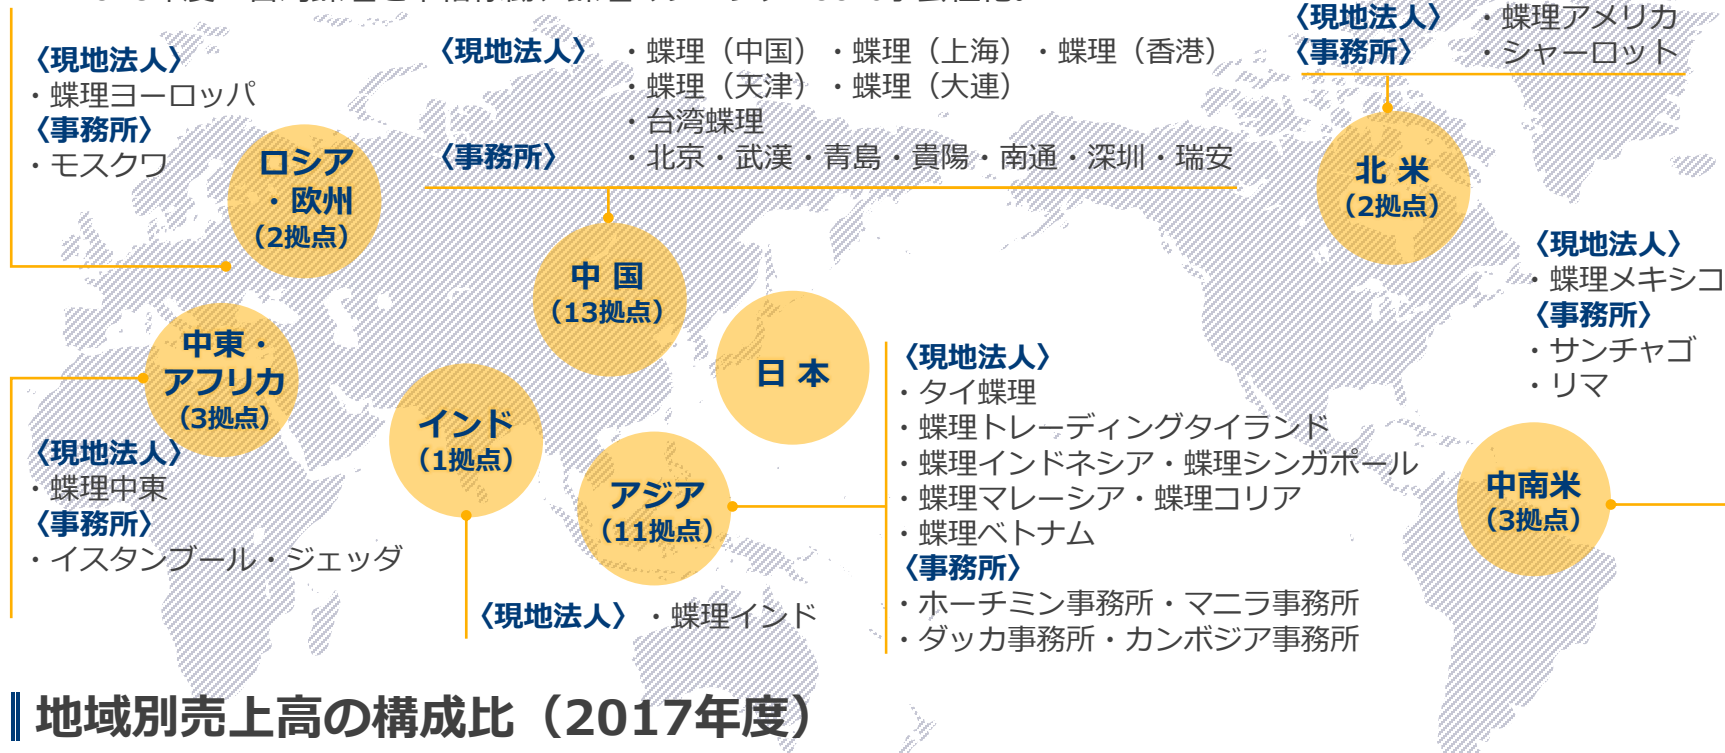 〈現地法人〉
・蝶理ヨーロッパ
〈事務所〉
・モスクワ
ロシア
・欧州
（2拠点）
〈現地法人〉 ・蝶理（中国）・蝶理（上海）・蝶理（香港）
・蝶理（天津）・蝶理（大連）
・台湾蝶理
〈事務所〉 ・北京・武漢・青島・貴陽・南通・深圳・瑞安
中 国
（13拠点）
〈現地法人〉 ・蝶理アメリカ
〈事務所〉 ・シャーロット
北 米
（2拠点）
〈現地法人〉
・蝶理メキシコ
〈事務所〉
・サンチャゴ
・リマ
中南米
（3拠点）
中東・
アフリカ
（3拠点）
〈現地法人〉
・蝶理中東
〈事務所〉
・イスタンブール・ジェッダ
インド
（1拠点）
〈現地法人〉・蝶理インド
日 本
アジア
（11拠点）
〈現地法人〉
・タイ蝶理
・蝶理トレーディングタイランド
・蝶理インドネシア・蝶理シンガポール
・蝶理マレーシア・蝶理コリア
・蝶理ベトナム
〈事務所〉
・ホーチミン事務所・マニラ事務所
・ダッカ事務所・カンボジア事務所
地域別売上高の構成比（2017年度）